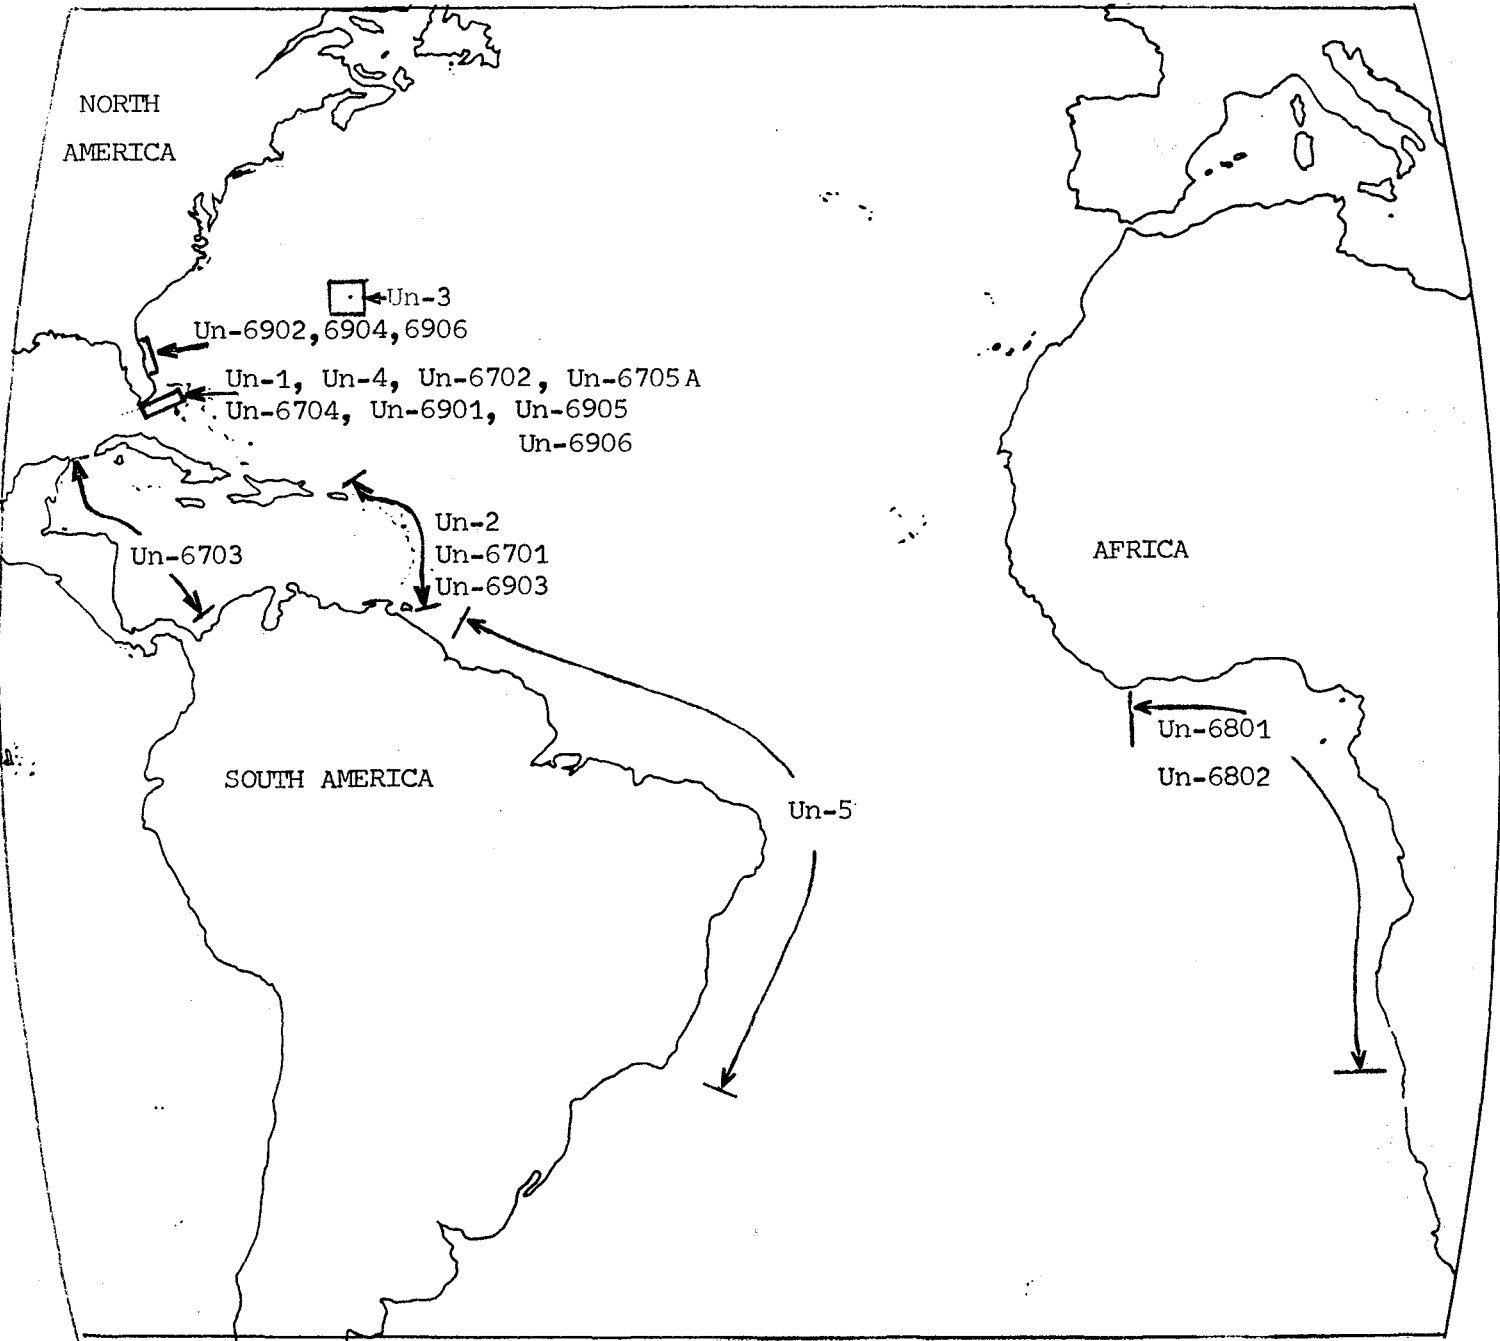 NORTH
AMERICA
Un-3
Un-6902,6904,6906
Un-1, Un-4, Un-6702, Un-6705A
Un-6704, Un-6901, Un-6905
Un-6906
Un-2
Un-6701
Un-6903
Un-6703
AFRICA
Un-6801
Un-6802
SOUTH AMERICA
Un-5